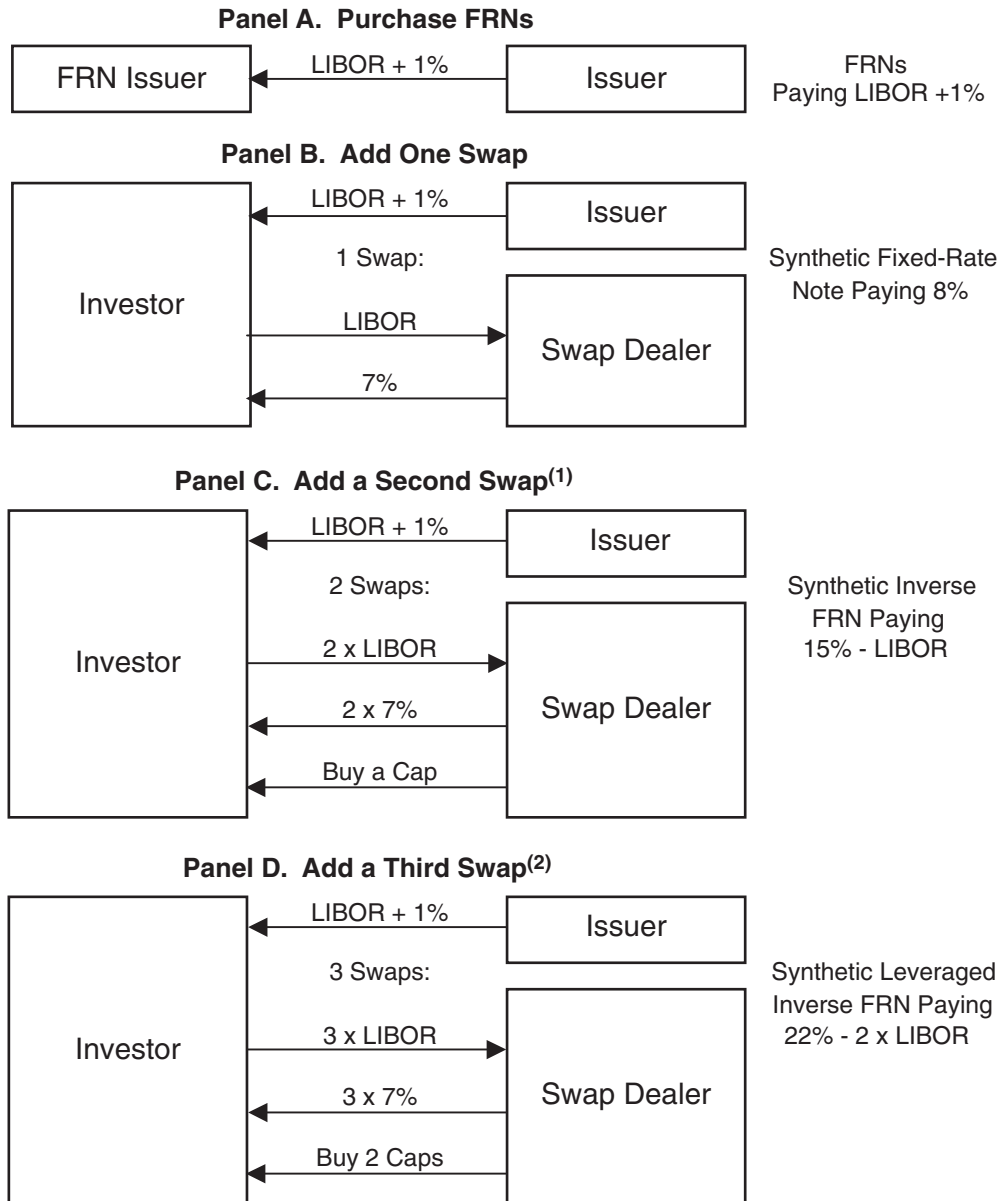 Panel A. Purchase FRNs
FRN Issuer
LIBOR + 1%
Issuer
FRNs
Paying LIBOR +1%
Panel B. Add One Swap
Investor
LIBOR + 1%
Issuer
1 Swap:
LIBOR
7%
Swap Dealer
Synthetic Fixed-Rate
Note Paying 8%
Panel C. Add a Second Swap(1)
Investor
LIBOR + 1%
Issuer
2 Swaps:
2 x LIBOR
2 x 7%
Buy a Cap
Swap Dealer
Synthetic Inverse
FRN Paying
15% - LIBOR
Panel D. Add a Third Swap(2)
Investor
LIBOR + 1%
Issuer
3 Swaps:
3 x LIBOR
3 x 7%
Buy 2 Caps
Swap Dealer
Synthetic Leveraged
Inverse FRN Paying
22% - 2 x LIBOR